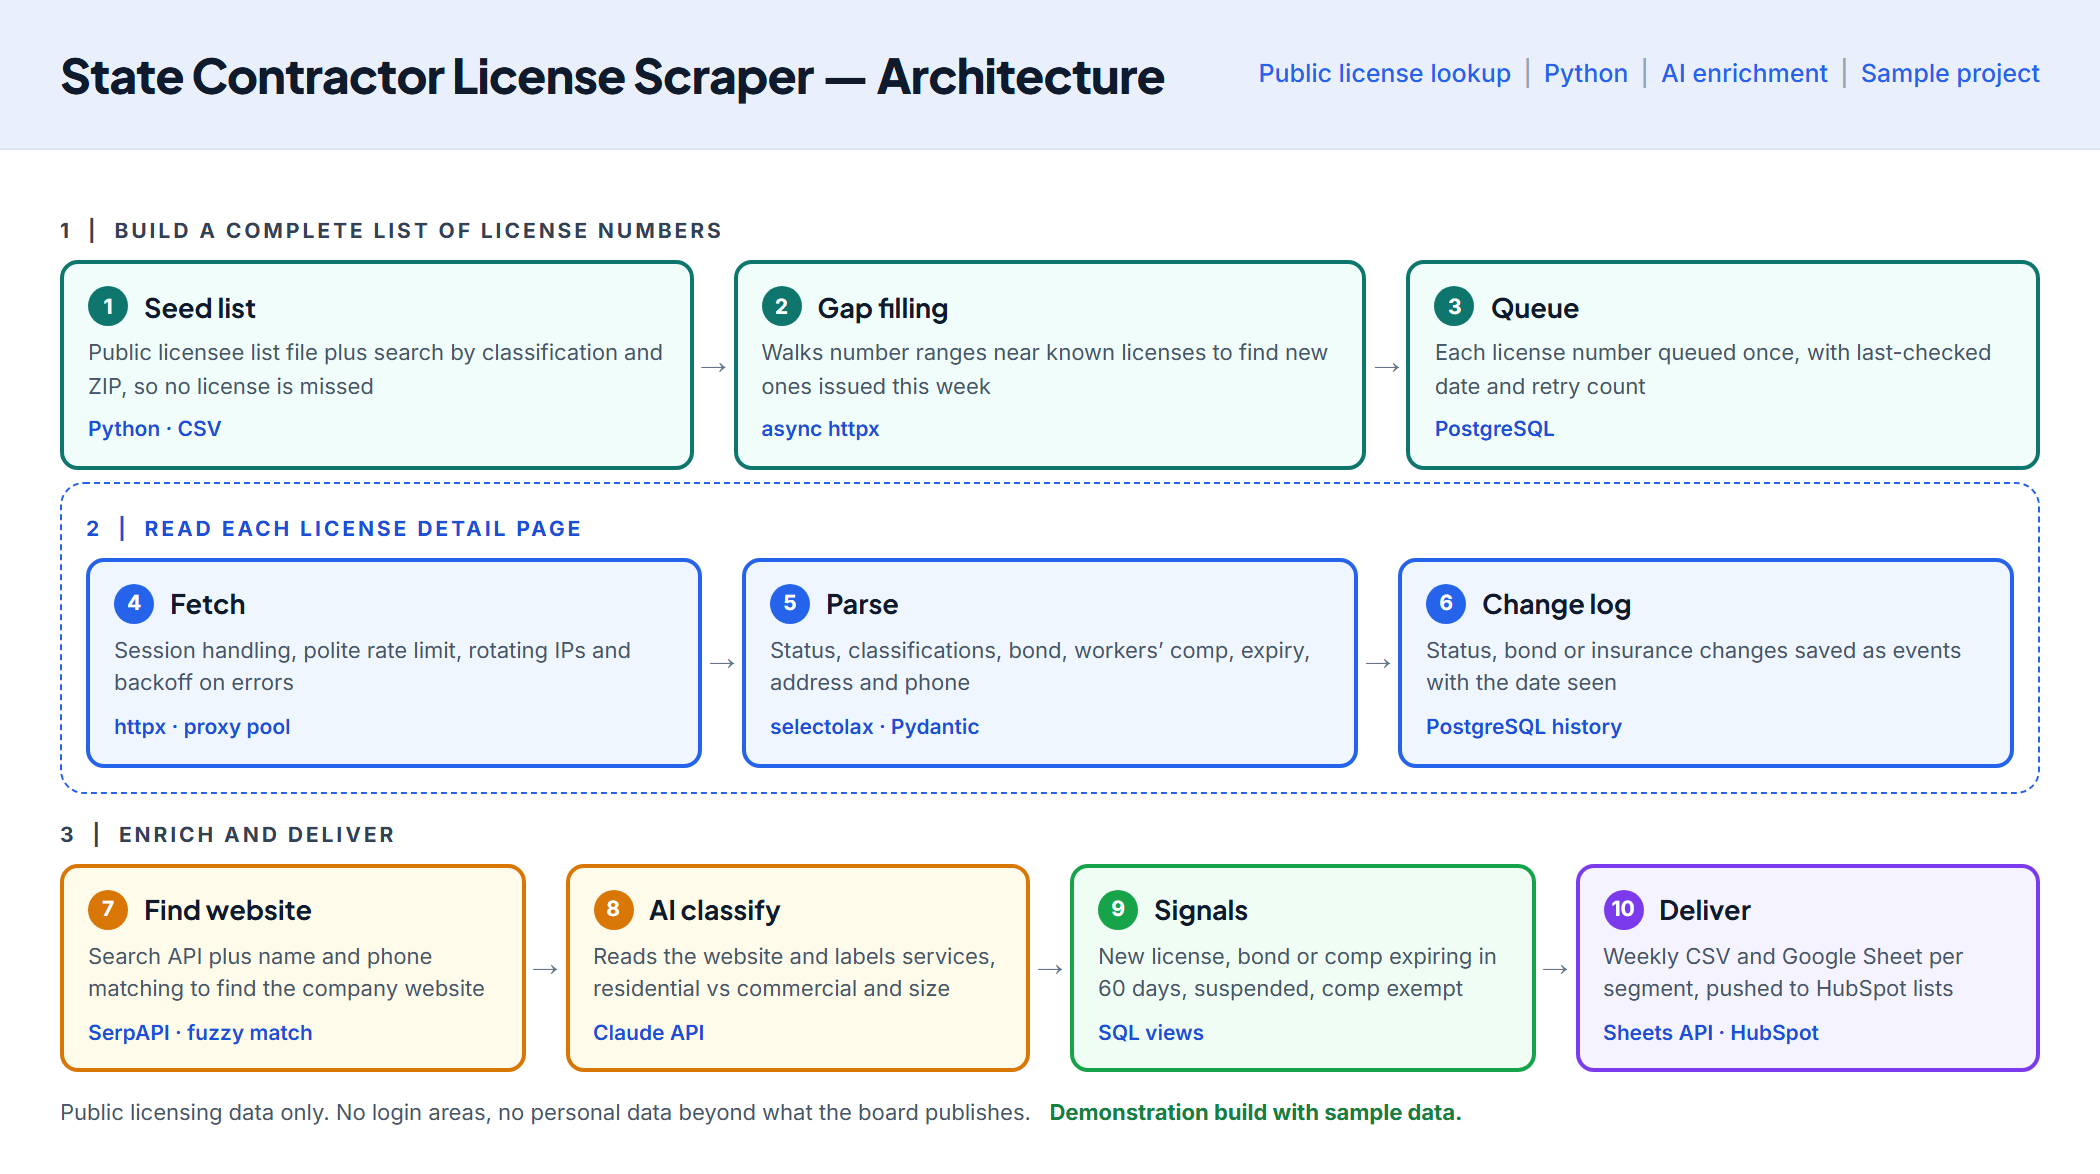 State Contractor License Scraper — Architecture
Public license lookup | Python | AI enrichment | Sample project
1 | BUILD A COMPLETE LIST OF LICENSE NUMBERS
1 Seed list
Public licensee list file plus search by classification and
ZIP, so no license is missed
Python · CSV
→
2 Gap filling
Walks number ranges near known licenses to find new
ones issued this week
async httpx
→
3 Queue
Each license number queued once, with last-checked
date and retry count
PostgreSQL
2 | READ EACH LICENSE DETAIL PAGE
4 Fetch
Session handling, polite rate limit, rotating IPs and
backoff on errors
httpx · proxy pool
→
5 Parse
Status, classifications, bond, workers’ comp, expiry,
address and phone
selectolax · Pydantic
→
6 Change log
Status, bond or insurance changes saved as events
with the date seen
PostgreSQL history
3 | ENRICH AND DELIVER
7 Find website
Search API plus name and phone
matching to find the company website
SerpAPI · fuzzy match
→
8 AI classify
Reads the website and labels services,
residential vs commercial and size
Claude API
→
9 Signals
New license, bond or comp expiring in
60 days, suspended, comp exempt
SQL views
→
10 Deliver
Weekly CSV and Google Sheet per
segment, pushed to HubSpot lists
Sheets API · HubSpot
Public licensing data only. No login areas, no personal data beyond what the board publishes. Demonstration build with sample data.